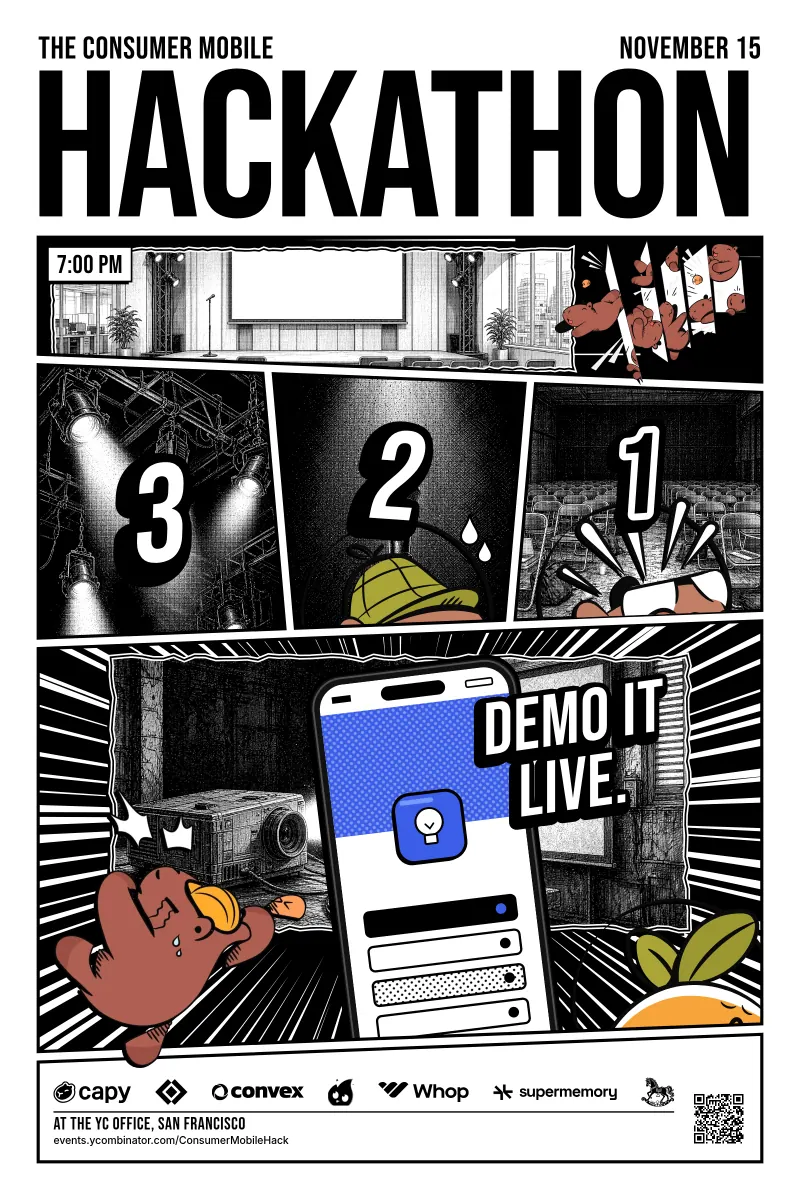 THE CONSUMER MOBILE
NOVEMBER 15
HACKATHON
7:00 PM
3
2
1
DEMO IT
LIVE.
capy
convex
Whop
supermemory
AT THE YC OFFICE, SAN FRANCISCO
events.ycombinator.com/ConsumerMobileHack